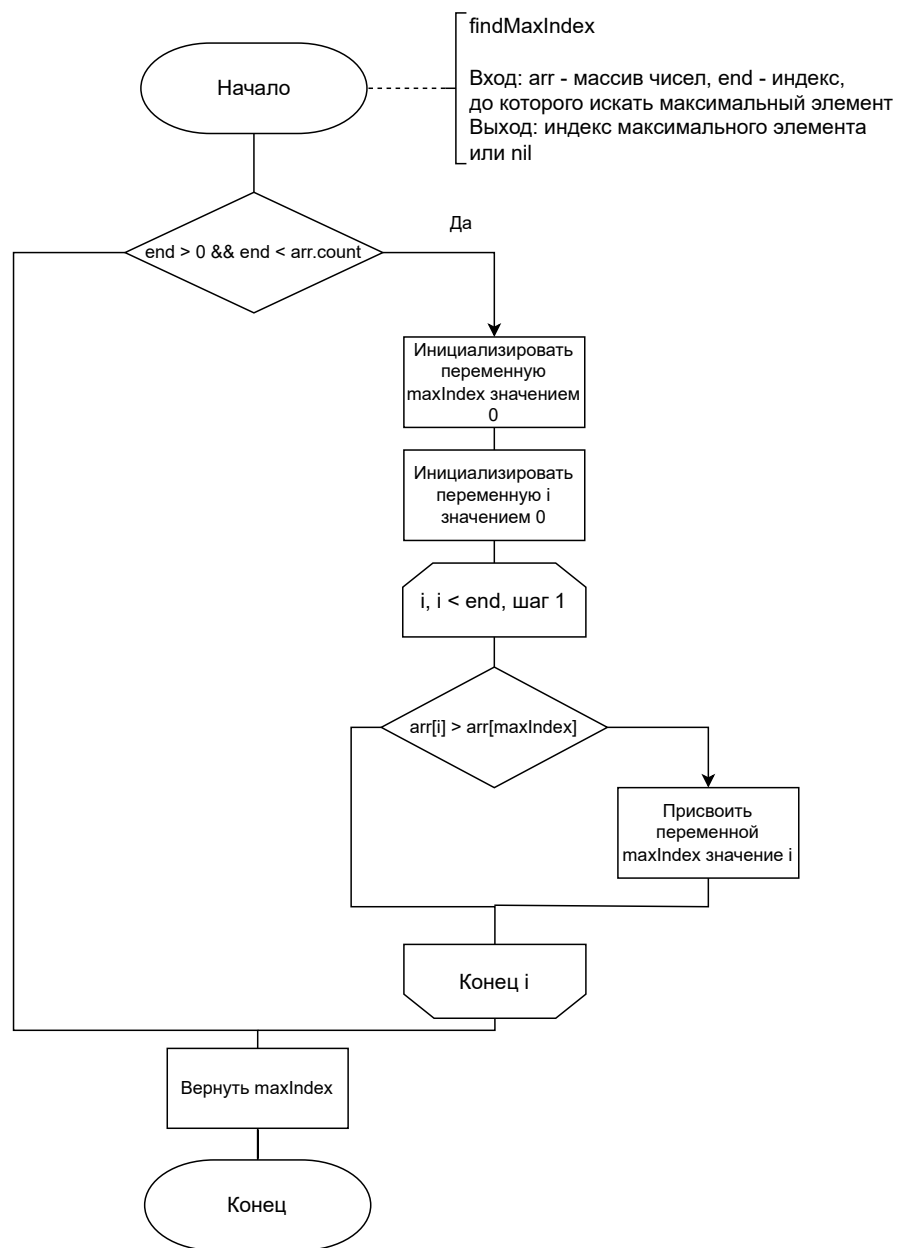 findMaxIndex
Начало
Вход: arr - массив чисел, end - индекс,
до которого искать максимальный элемент
Выход: индекс максимального элемента
или nil
Да
end > 0 && end < arr.count
Инициализировать
переменную
maxIndex значением
0
Инициализировать
переменную i
значением 0
i, i < end, шаг 1
arr[i] > arr[maxIndex]
Присвоить
переменной
maxIndex значение i
Конец i
Вернуть maxIndex
Конец